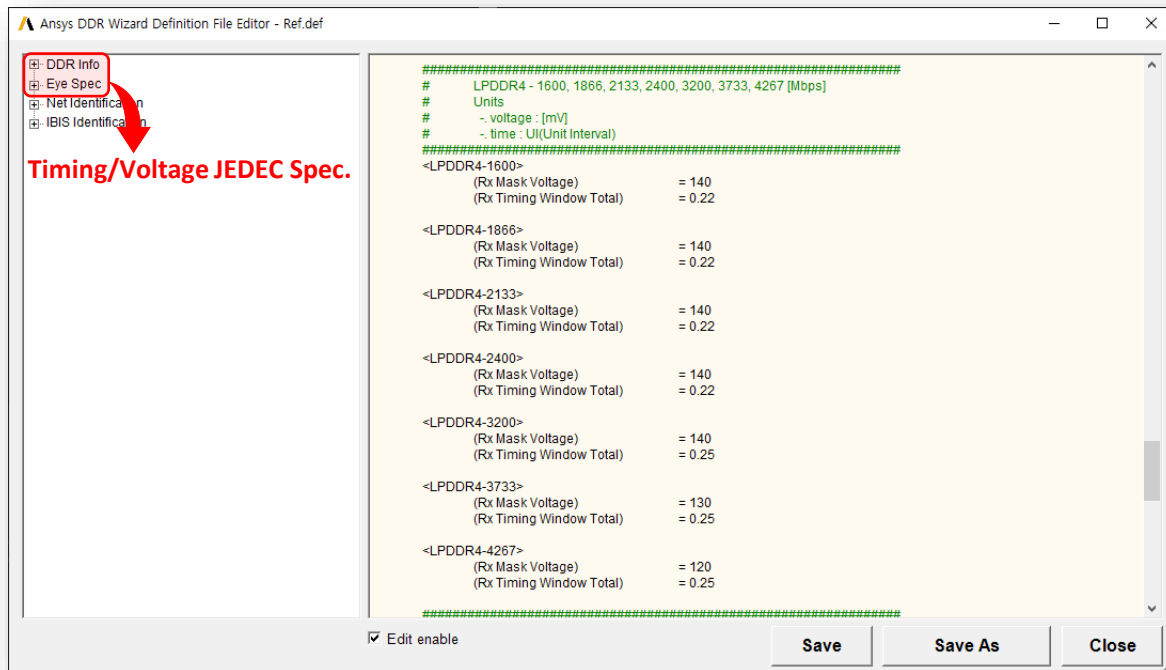 Ansys DDR Wizard Definition File Editor - Ref.def
DDR Info
Eye Spec
Net Identification
IBIS Identification
Timing/Voltage JEDEC Spec.
################################################################
# LPDDR4 - 1600, 1866, 2133, 2400, 3200, 3733, 4267 [Mbps]
# Units
# -. voltage : [mV]
# -. time : UI(Unit Interval)
################################################################
<LPDDR4-1600>
(Rx Mask Voltage) = 140
(Rx Timing Window Total) = 0.22
<LPDDR4-1866>
(Rx Mask Voltage) = 140
(Rx Timing Window Total) = 0.22
<LPDDR4-2133>
(Rx Mask Voltage) = 140
(Rx Timing Window Total) = 0.22
<LPDDR4-2400>
(Rx Mask Voltage) = 140
(Rx Timing Window Total) = 0.22
<LPDDR4-3200>
(Rx Mask Voltage) = 140
(Rx Timing Window Total) = 0.25
<LPDDR4-3733>
(Rx Mask Voltage) = 130
(Rx Timing Window Total) = 0.25
<LPDDR4-4267>
(Rx Mask Voltage) = 120
(Rx Timing Window Total) = 0.25
################################################################
Edit enable
Save
Save As
Close